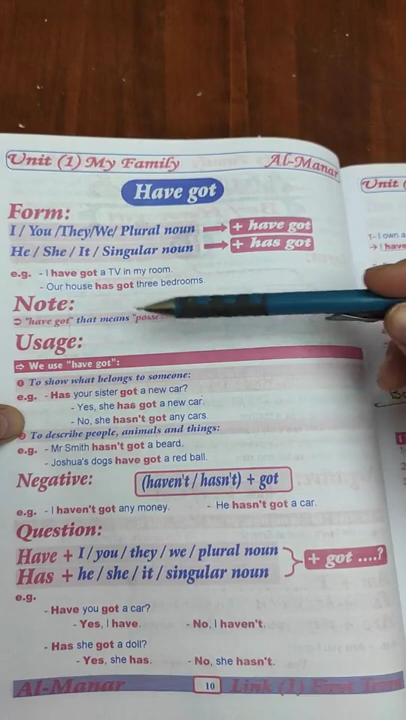 Unit (1) My Family
Al-Manar
Have got
Form:
I / You /They/We/ Plural noun + have got
He / She / It / Singular noun + has got
e.g. - I have got a TV in my room.
- Our house has got three bedrooms.
Note:
"have got" that means
Usage:
We use "have got":
1 To show what belongs to someone:
e.g. - Has your sister got a new car?
- Yes, she has got a new car.
- No, she hasn't got any cars.
2 To describe people, animals and things:
e.g. - Mr Smith hasn't got a beard.
- Joshua's dogs have got a red ball.
Negative: (haven't / hasn't) + got
e.g. - I haven't got any money. - He hasn't got a car.
Question:
Have + I / you / they / we / plural noun
Has + he / she / it / singular noun
+ got ....?
e.g.
- Have you got a car?
- Yes, I have. - No, I haven't.
- Has she got a doll?
- Yes, she has. - No, she hasn't.
Al-Manar 10 Link (1) First Term
Unit (
1- I own a
I have